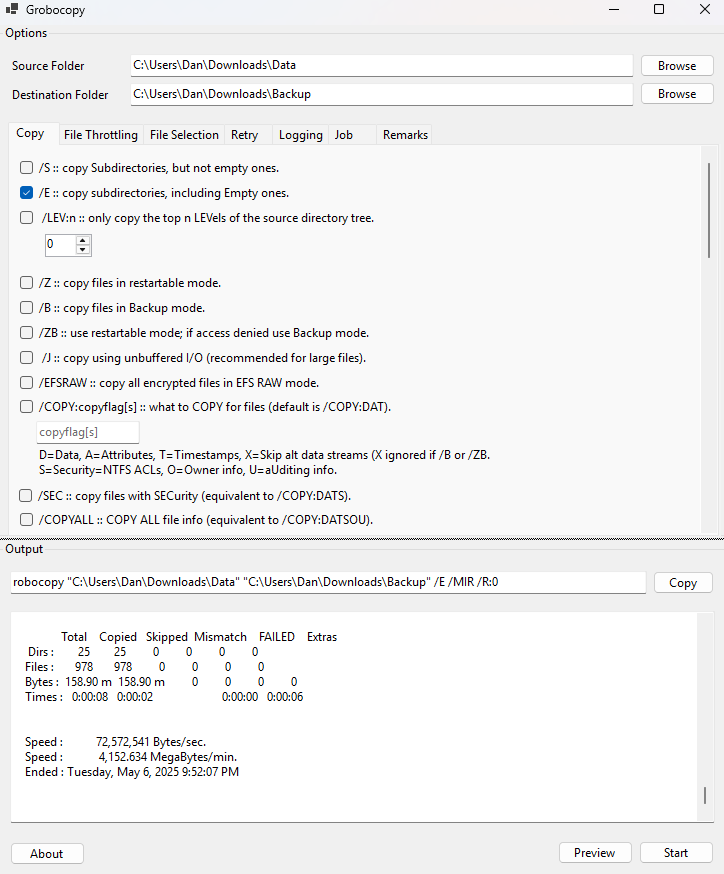 Grobocopy
Options
Source Folder C:\Users\Dan\Downloads\Data Browse
Destination Folder C:\Users\Dan\Downloads\Backup Browse
Copy File Throttling File Selection Retry Logging Job Remarks
/S :: copy Subdirectories, but not empty ones.
/E :: copy subdirectories, including Empty ones.
/LEV:n :: only copy the top n LEVels of the source directory tree.
0
/Z :: copy files in restartable mode.
/B :: copy files in Backup mode.
/ZB :: use restartable mode; if access denied use Backup mode.
/J :: copy using unbuffered I/O (recommended for large files).
/EFSRAW :: copy all encrypted files in EFS RAW mode.
/COPY:copyflag[s] :: what to COPY for files (default is /COPY:DAT).
copyflag[s]
D=Data, A=Attributes, T=Timestamps, X=Skip alt data streams (X ignored if /B or /ZB.
S=Security=NTFS ACLs, O=Owner info, U=aUditing info.
/SEC :: copy files with SECurity (equivalent to /COPY:DATS).
/COPYALL :: COPY ALL file info (equivalent to /COPY:DATSOU).
Output
robocopy "C:\Users\Dan\Downloads\Data" "C:\Users\Dan\Downloads\Backup" /E /MIR /R:0 Copy
Total Copied Skipped Mismatch FAILED Extras
Dirs : 25 25 0 0 0 0
Files : 978 978 0 0 0 0
Bytes : 158.90 m 158.90 m 0 0 0 0
Times : 0:00:08 0:00:02 0:00:00 0:00:06
Speed : 72,572,541 Bytes/sec.
Speed : 4,152.634 MegaBytes/min.
Ended : Tuesday, May 6, 2025 9:52:07 PM
About Preview Start